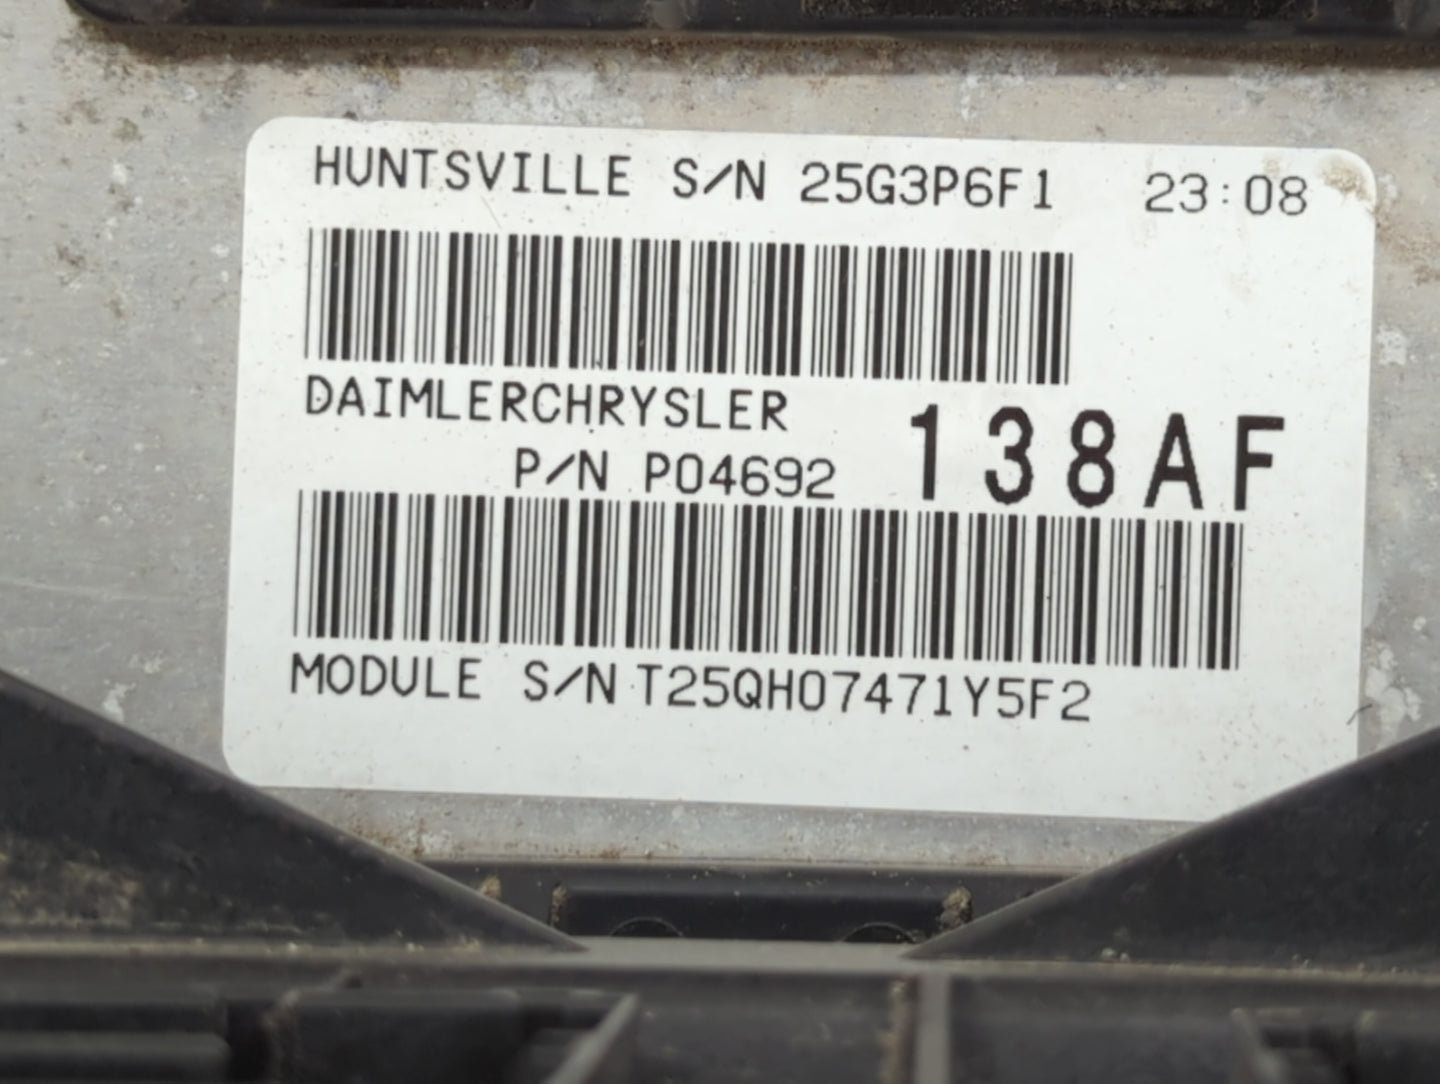 HUNTSVILLE S/N 25G3P6F1 23:08
DAIMLERCHRYSLER
P/N P04692 138AF
MODULE S/N T25QH07471Y5F2